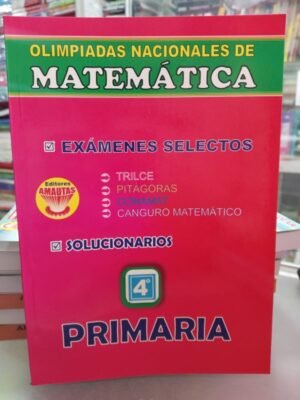 OLIMPIADAS NACIONALES DE
MATEMÁTICA
EXÁMENES SELECTOS
Editores
AMAUTAS
TRILCE
PITÁGORAS
CONAMAT
CANGURO MATEMÁTICO
SOLUCIONARIOS
4°
PRIMARIA